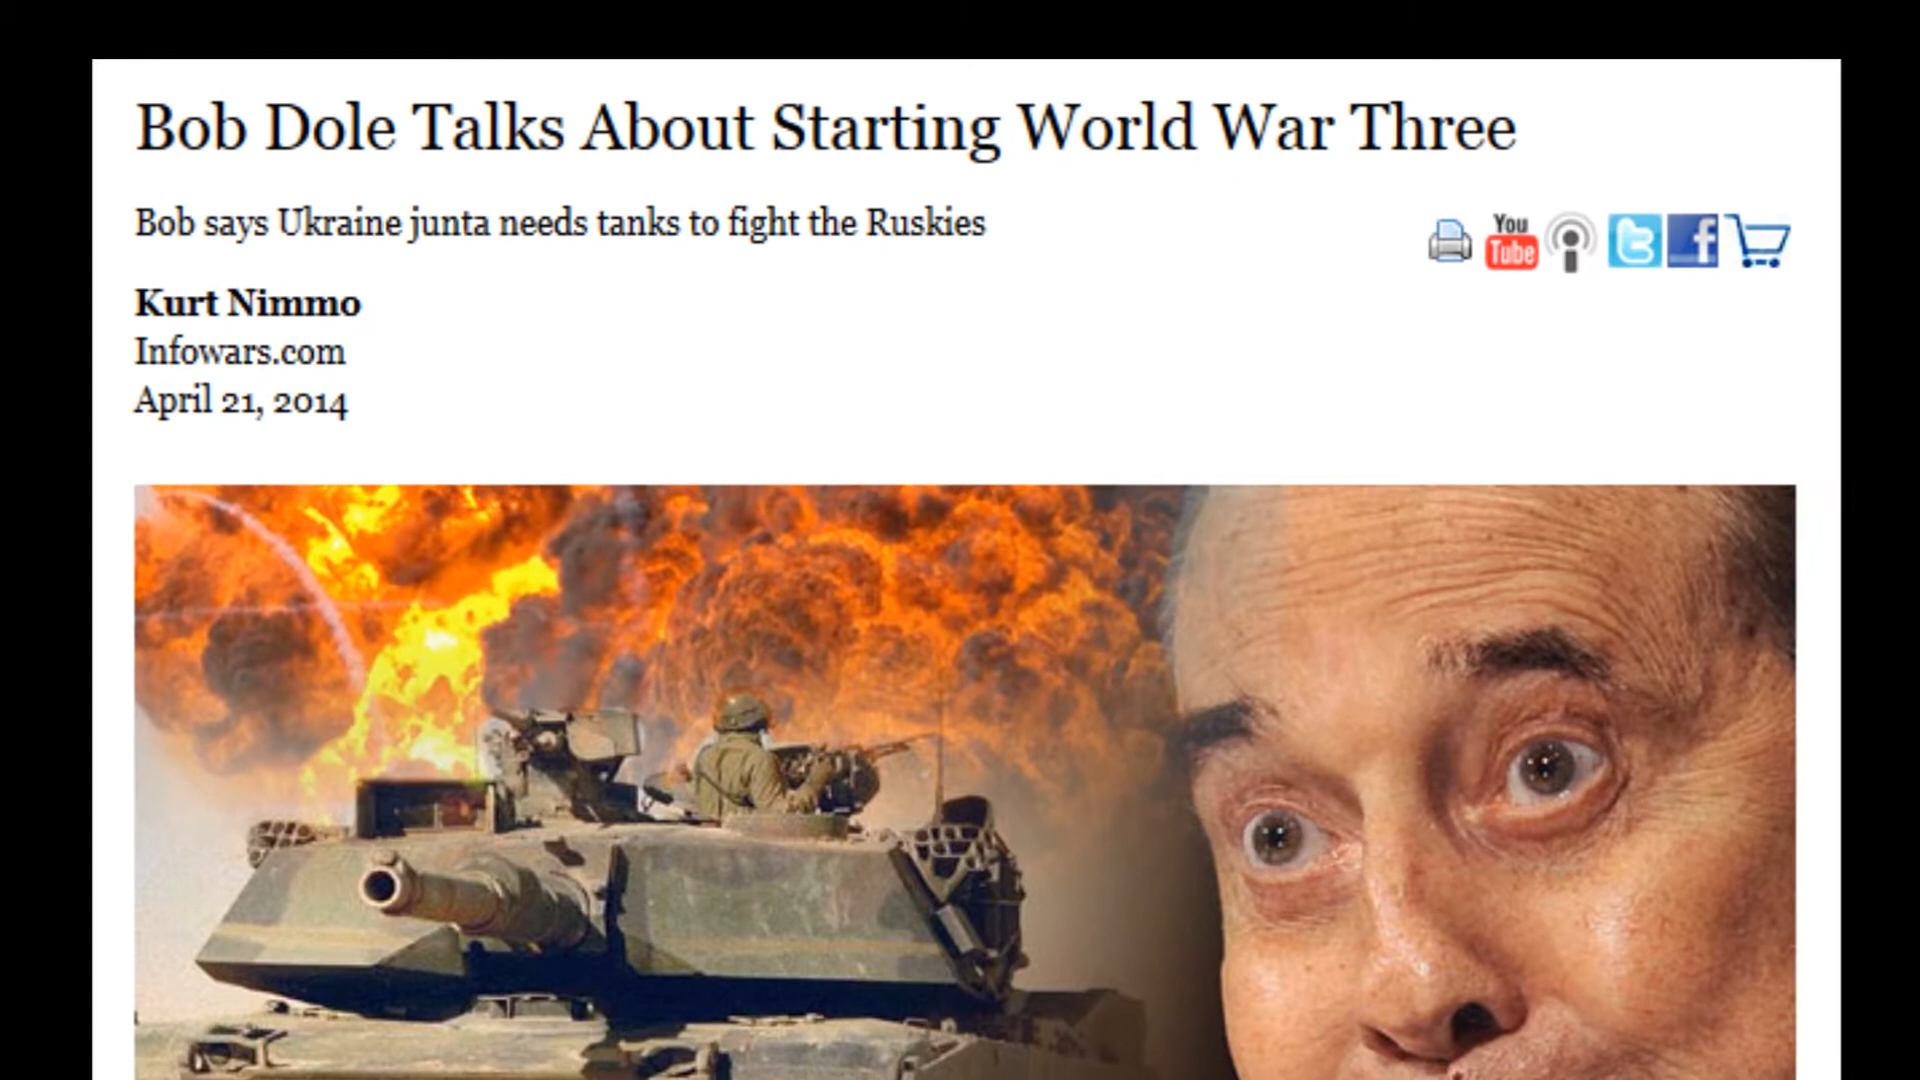 Bob Dole Talks About Starting World War Three
Bob says Ukraine junta needs tanks to fight the Ruskies
You
Tube
Kurt Nimmo
Infowars.com
April 21, 2014